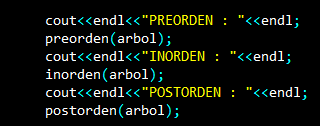 cout<<endl<<"PREORDEN : "<<endl;
preorden(arbol);
cout<<endl<<"INORDEN : "<<endl;
inorden(arbol);
cout<<endl<<"POSTORDEN : "<<endl;
postorden(arbol);